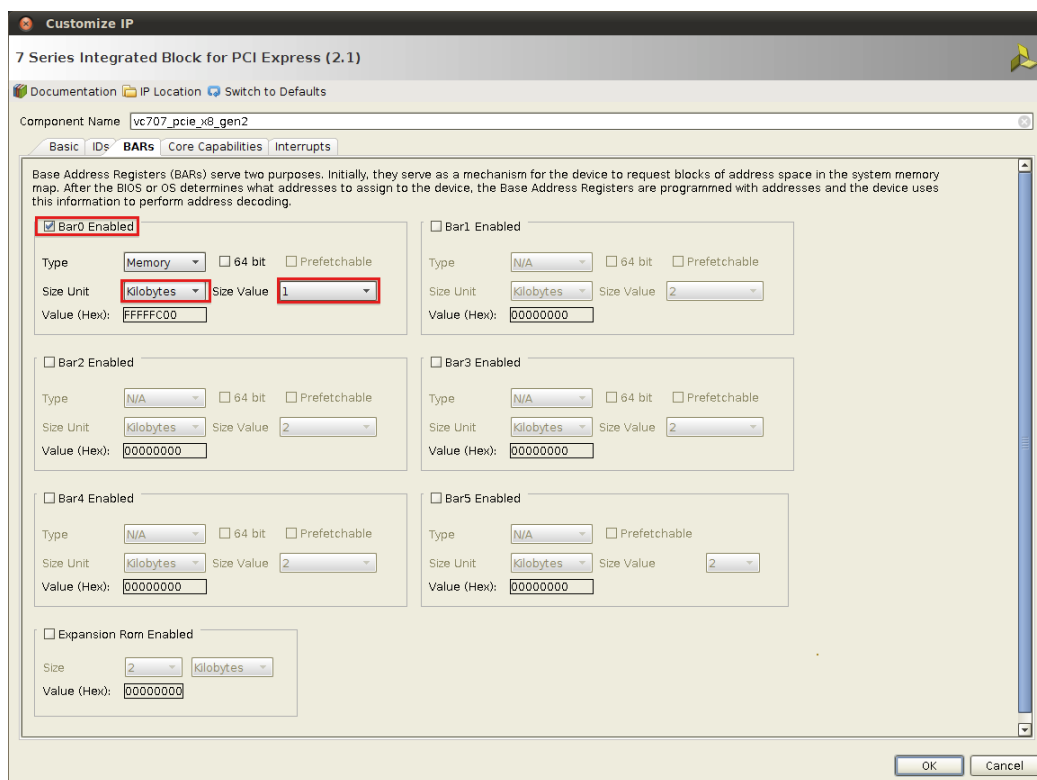 Customize IP
7 Series Integrated Block for PCI Express (2.1)
Documentation IP Location Switch to Defaults
Component Name vc707_pcie_x8_gen2
Basic IDs BARs Core Capabilities Interrupts
Base Address Registers (BARs) serve two purposes. Initially, they serve as a mechanism for the device to request blocks of address space in the system memory
map. After the BIOS or OS determines what addresses to assign to the device, the Base Address Registers are programmed with addresses and the device uses
this information to perform address decoding.
Bar0 Enabled
Type Memory 64 bit Prefetchable
Size Unit Kilobytes Size Value 1
Value (Hex): FFFFFC00
Bar1 Enabled
Type N/A 64 bit Prefetchable
Size Unit Kilobytes Size Value 2
Value (Hex): 00000000
Bar2 Enabled
Type N/A 64 bit Prefetchable
Size Unit Kilobytes Size Value 2
Value (Hex): 00000000
Bar3 Enabled
Type N/A 64 bit Prefetchable
Size Unit Kilobytes Size Value 2
Value (Hex): 00000000
Bar4 Enabled
Type N/A 64 bit Prefetchable
Size Unit Kilobytes Size Value 2
Value (Hex): 00000000
Bar5 Enabled
Type N/A Prefetchable
Size Unit Kilobytes Size Value 2
Value (Hex): 00000000
Expansion Rom Enabled
Size 2 Kilobytes
Value (Hex): 00000000
OK Cancel